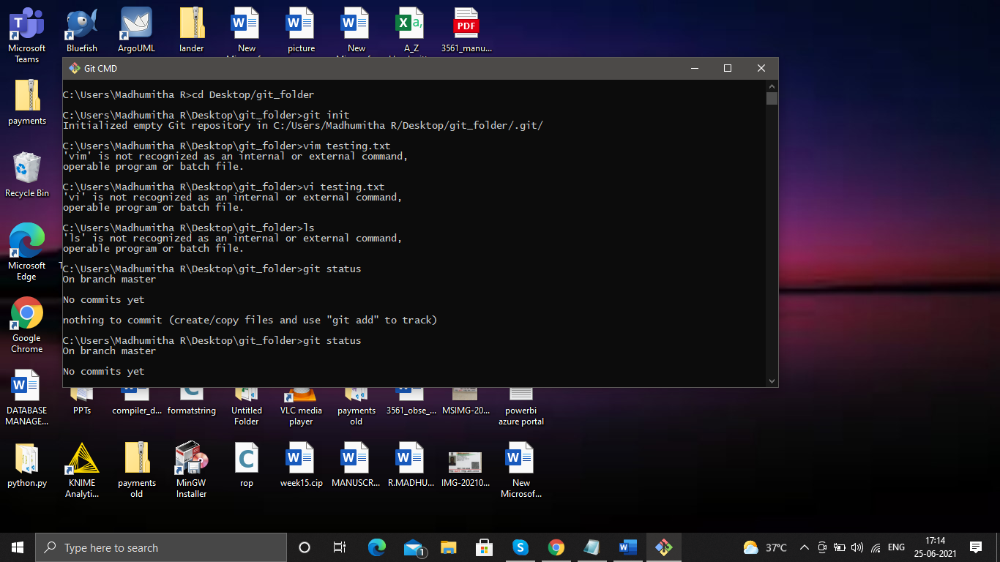 Microsoft
Teams
Bluefish
ArgoUML
lander
New
picture
New
A_Z
3561_manu...
PDF
payments
Recycle Bin
Microsoft
Edge
Google
Chrome
Git CMD
C:\Users\Madhumitha R>cd Desktop/git_folder
C:\Users\Madhumitha R\Desktop\git_folder>git init
Initialized empty Git repository in C:/Users/Madhumitha R/Desktop/git_folder/.git/
C:\Users\Madhumitha R\Desktop\git_folder>vim testing.txt
'vim' is not recognized as an internal or external command,
operable program or batch file.
C:\Users\Madhumitha R\Desktop\git_folder>vi testing.txt
'vi' is not recognized as an internal or external command,
operable program or batch file.
C:\Users\Madhumitha R\Desktop\git_folder>ls
'ls' is not recognized as an internal or external command,
operable program or batch file.
C:\Users\Madhumitha R\Desktop\git_folder>git status
On branch master
No commits yet
nothing to commit (create/copy files and use "git add" to track)
C:\Users\Madhumitha R\Desktop\git_folder>git status
On branch master
No commits yet
DATABASE
MANAGE...
PPTs
compiler_d...
formatstring
Untitled
Folder
VLC media
player
payments
old
3561_obse_...
MSIMG-20...
powerbi
azure portal
python.py
KNIME
Analyti...
payments
old
MinGW
Installer
rop
week15.cip
MANUSCR...
R.MADHU...
IMG-20210...
New
Microsof...
Type here to search
1
37°C
ENG
17:14
25-06-2021